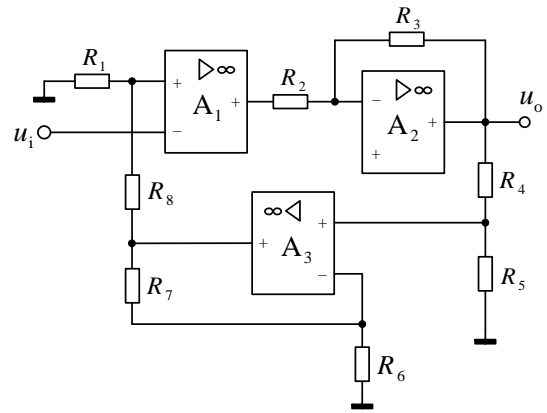 R3
R1
+ ▷ ∞
R2
− ▷ ∞
A1 +
A2 +
uo
ui
−
+
R8
R4
∞ ◁ +
+ A3
−
R7
R5
R6